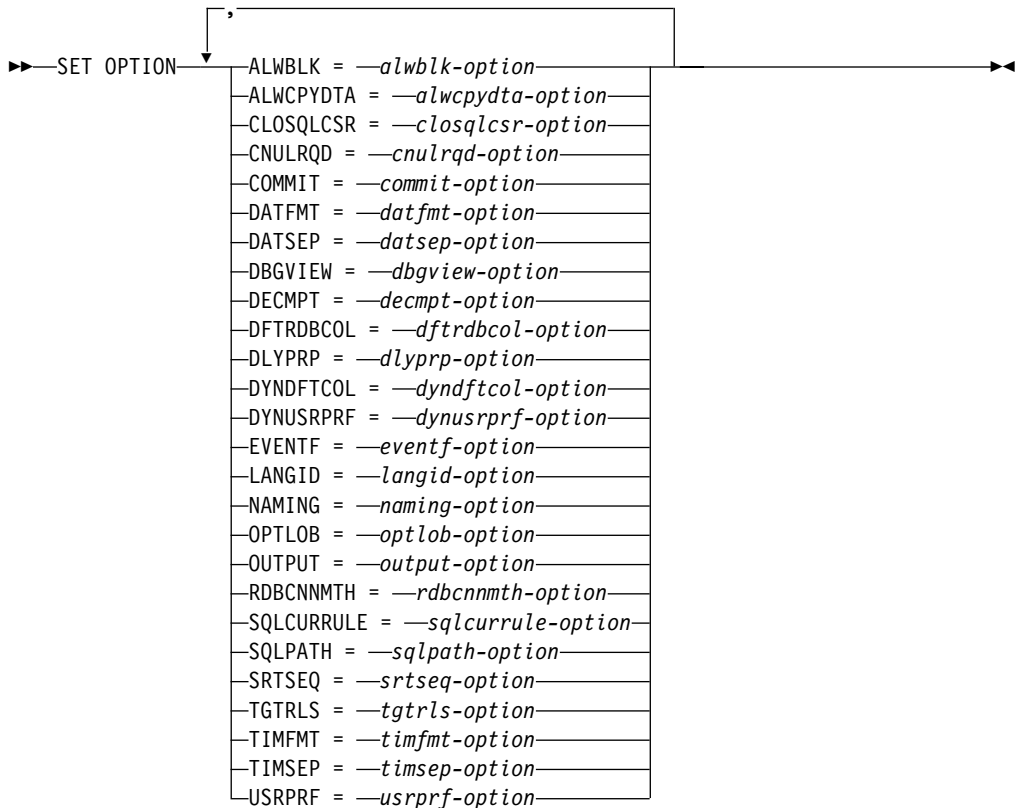 ,
SET OPTION ALWBLK = alwblk-option
ALWCPYDTA = alwcpydta-option
CLOSQLCSR = closqlcsr-option
CNULRQD = cnulrqd-option
COMMIT = commit-option
DATFMT = datfmt-option
DATSEP = datsep-option
DBGVIEW = dbgview-option
DECMPT = decmpt-option
DFTRDBCOL = dftrdbcol-option
DLYPRP = dlyprp-option
DYNDFTCOL = dyndftcol-option
DYNUSRPRF = dynusrprf-option
EVENTF = eventf-option
LANGID = langid-option
NAMING = naming-option
OPTLOB = optlob-option
OUTPUT = output-option
RDBCNNMTH = rdbcnnmth-option
SQLCURRULE = sqlcurrule-option
SQLPATH = sqlpath-option
SRTSEQ = srtseq-option
TGTRLS = tgtrls-option
TIMFMT = timfmt-option
TIMSEP = timsep-option
USRPRF = usrprf-option